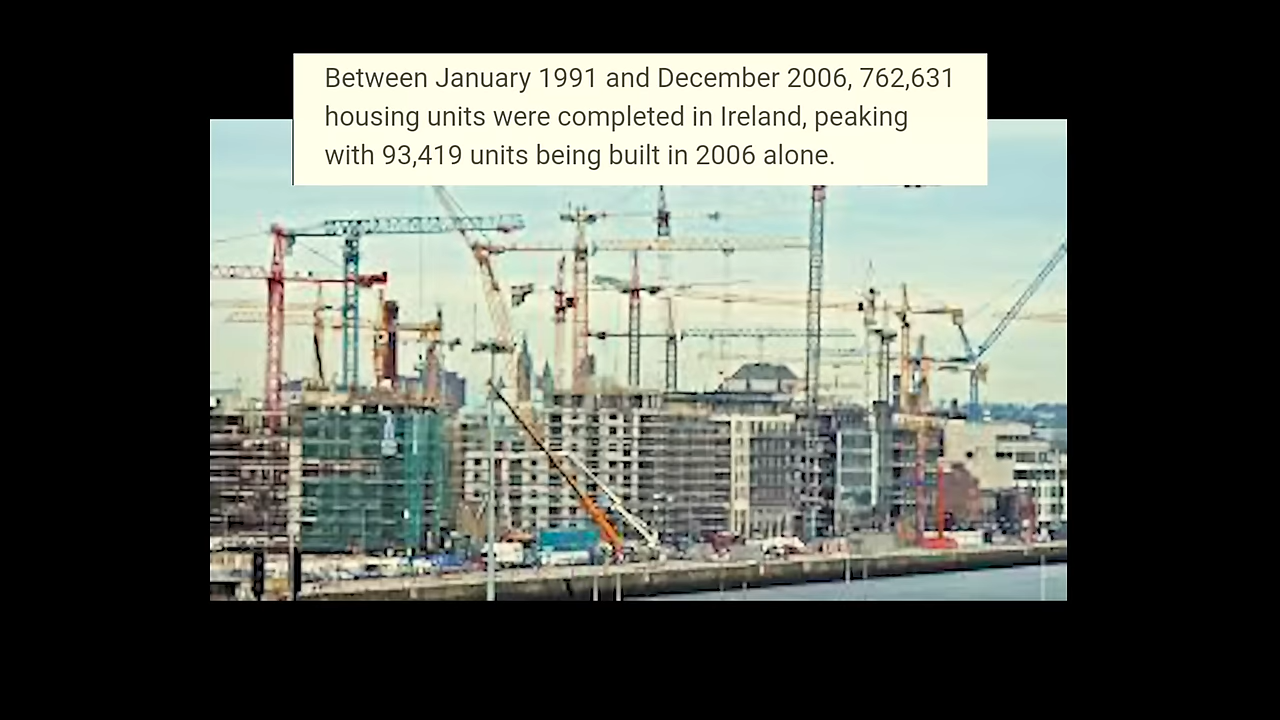 Between January 1991 and December 2006, 762,631
housing units were completed in Ireland, peaking
with 93,419 units being built in 2006 alone.